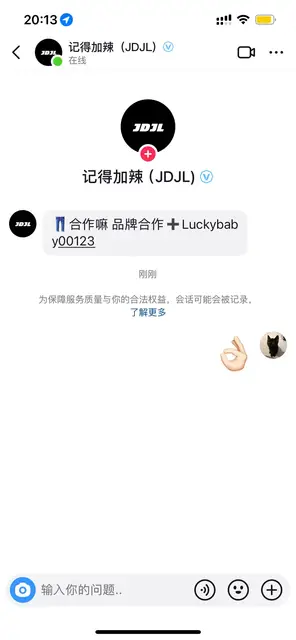 20:13
记得加辣（JDJL）
在线
JDJL
JDJL
记得加辣（JDJL）
JDJL
👖合作嘛 品牌合作➕Luckybab
y00123
刚刚
为保障服务质量与你的合法权益，会话可能会被记录。
了解更多
👌🏻
输入你的问题..